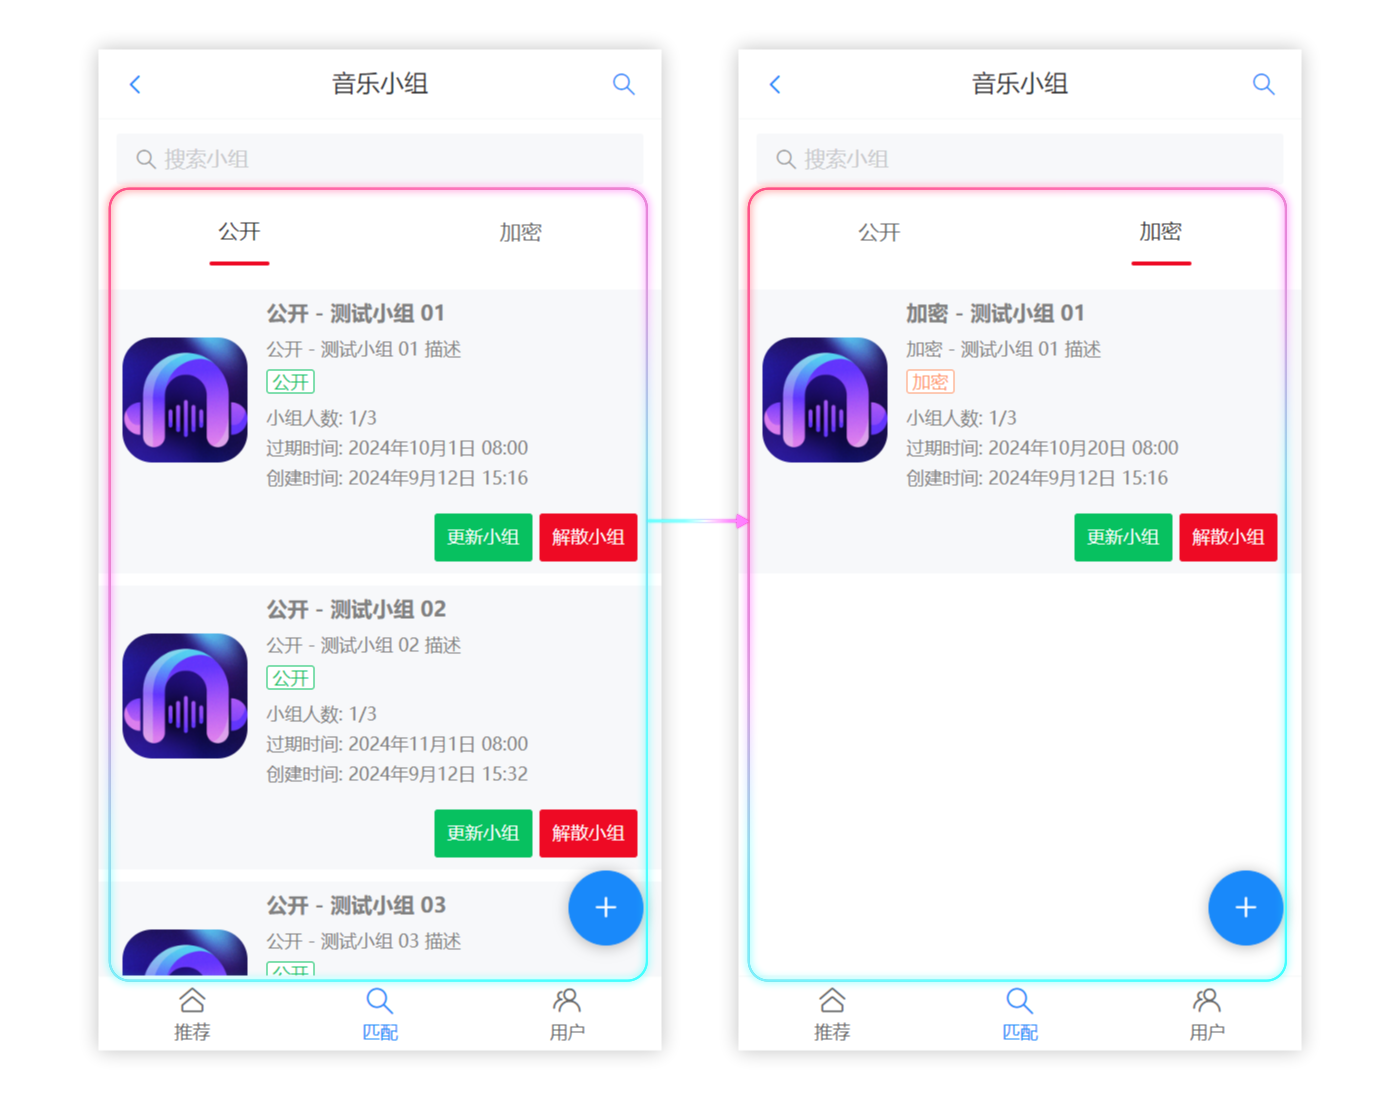 音乐小组
搜索小组
公开
加密
公开 - 测试小组 01
公开 - 测试小组 01 描述
公开
小组人数: 1/3
过期时间: 2024年10月1日 08:00
创建时间: 2024年9月12日 15:16
更新小组
解散小组
公开 - 测试小组 02
公开 - 测试小组 02 描述
公开
小组人数: 1/3
过期时间: 2024年11月1日 08:00
创建时间: 2024年9月12日 15:32
更新小组
解散小组
公开 - 测试小组 03
公开 - 测试小组 03 描述
公开
推荐
匹配
用户
音乐小组
搜索小组
公开
加密
加密 - 测试小组 01
加密 - 测试小组 01 描述
加密
小组人数: 1/3
过期时间: 2024年10月20日 08:00
创建时间: 2024年9月12日 15:16
更新小组
解散小组
推荐
匹配
用户